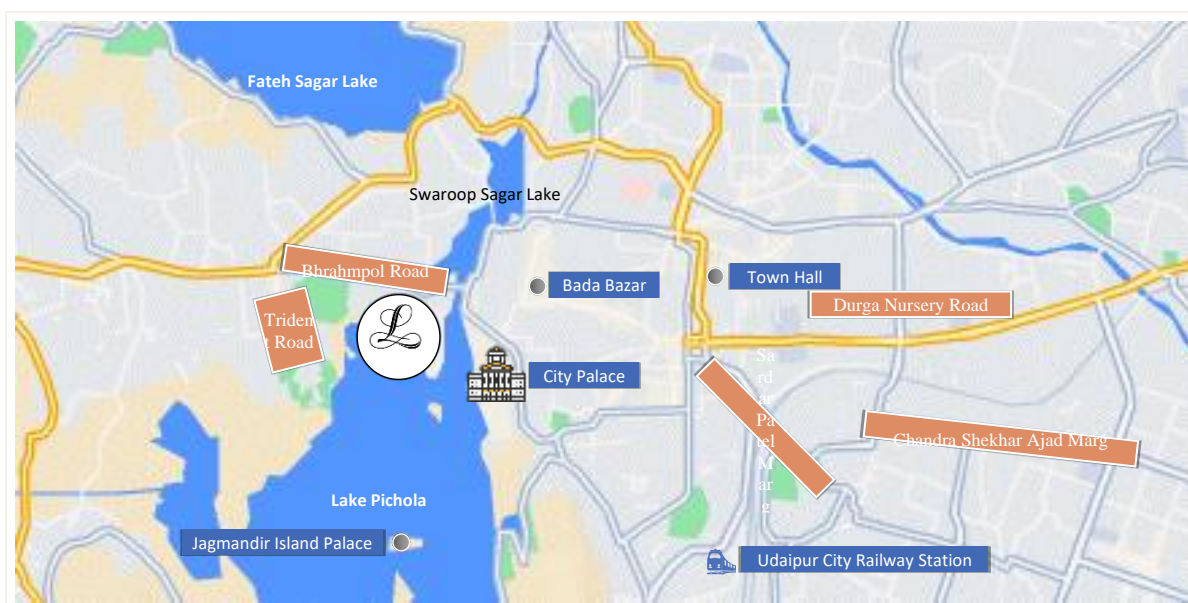 Fateh Sagar Lake
Swaroop Sagar Lake
Bhrahmpol Road
Bada Bazar
Town Hall
Durga Nursery Road
Triden
t Road
L
City Palace
Sa
rd
ar
Pa
tel
M
ar
g
Chandra Shekhar Ajad Marg
Lake Pichola
Jagmandir Island Palace
Udaipur City Railway Station